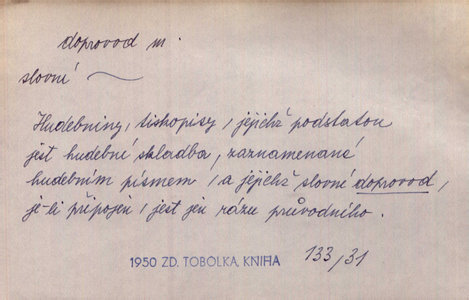 doprovod m.
slovní ~
Hudebniny, tiskopisy, jejichž podstatou
jest hudební skladba, zaznamenaná
hudebním písmem, a jejichž slovní doprovod,
je-li připojen, jest jen rázu průvodního.
1950 ZD. TOBOLKA, KNIHA 133/31